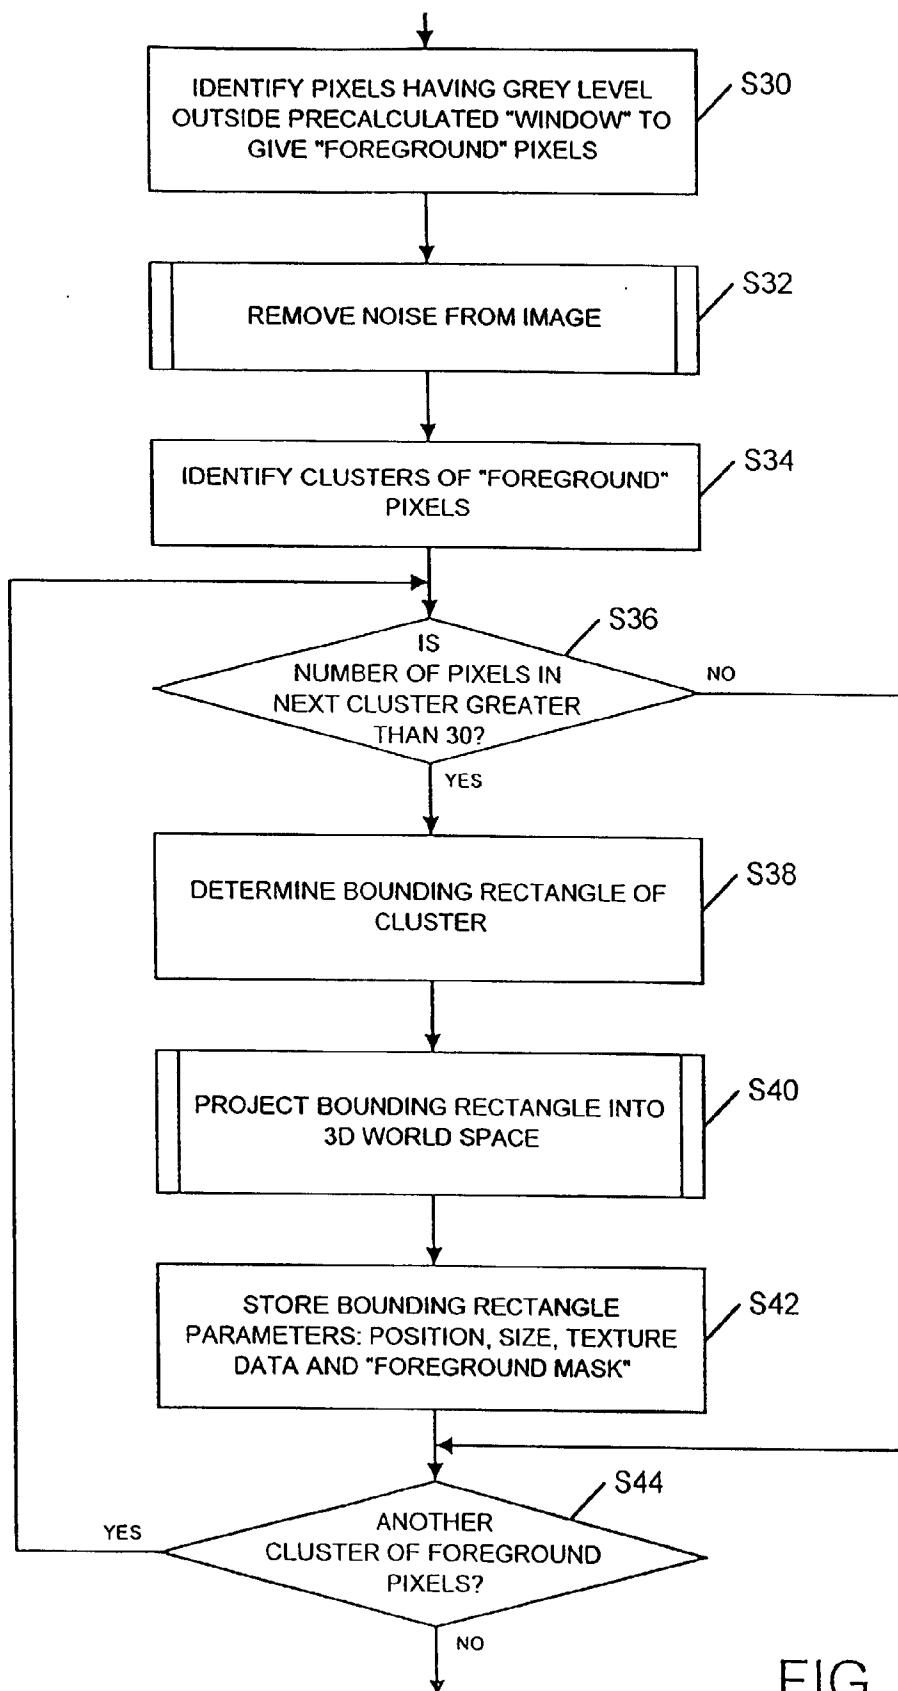 IDENTIFY PIXELS HAVING GREY LEVEL
OUTSIDE PRECALCULATED "WINDOW" TO
GIVE "FOREGROUND" PIXELS
S30
REMOVE NOISE FROM IMAGE
S32
IDENTIFY CLUSTERS OF "FOREGROUND"
PIXELS
S34
IS
NUMBER OF PIXELS IN
NEXT CLUSTER GREATER
THAN 30?
S36
NO
YES
DETERMINE BOUNDING RECTANGLE OF
CLUSTER
S38
PROJECT BOUNDING RECTANGLE INTO
3D WORLD SPACE
S40
STORE BOUNDING RECTANGLE
PARAMETERS: POSITION, SIZE, TEXTURE
DATA AND "FOREGROUND MASK"
S42
ANOTHER
CLUSTER OF FOREGROUND
PIXELS?
S44
YES
NO
FIG